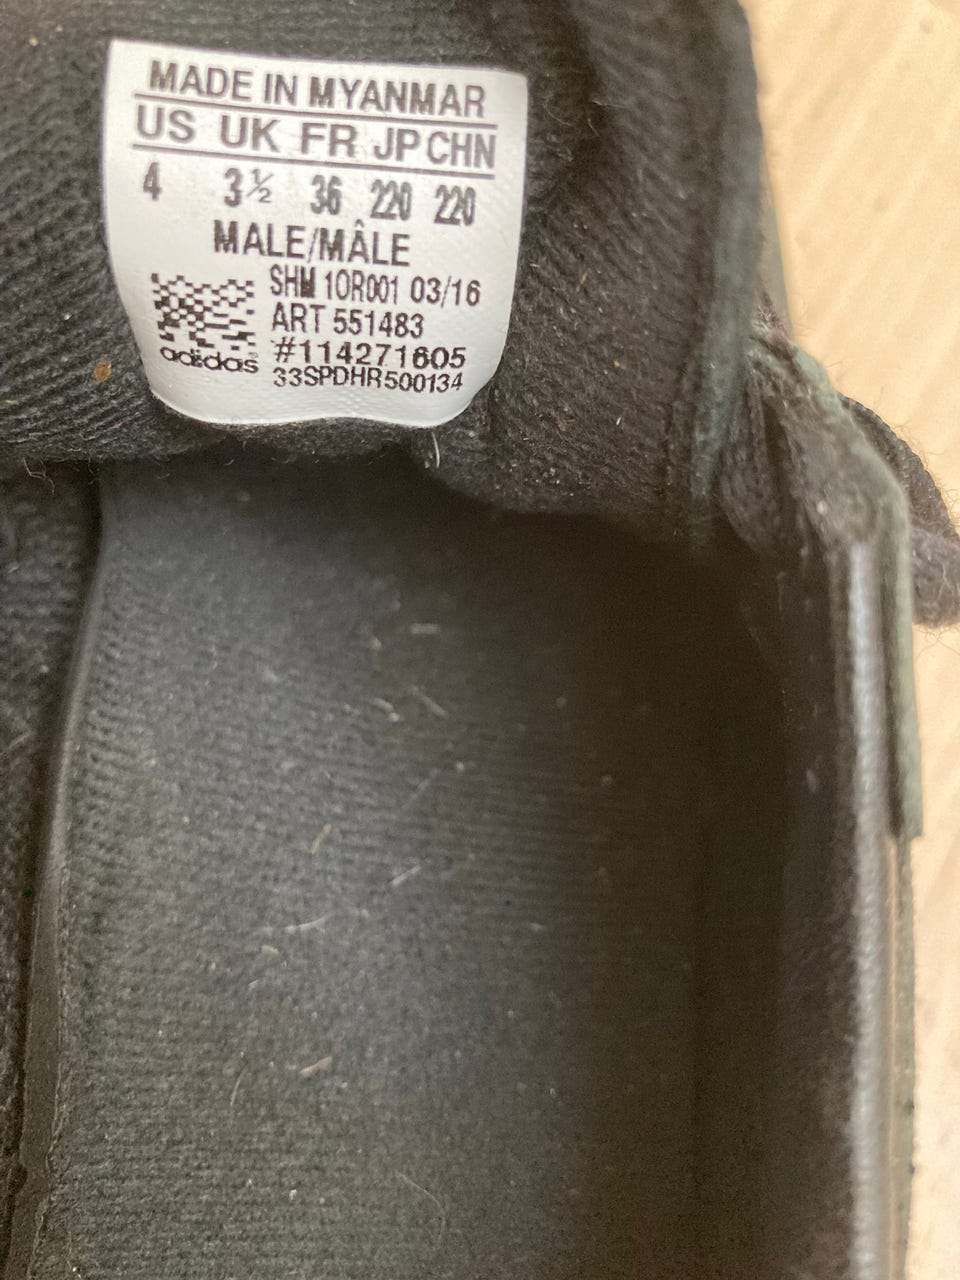 MADE IN MYANMAR
US UK FR JP CHN
4 3½ 36 220 220
MALE/MÂLE
SHM 1OR001 03/16
ART 551483
adidas #114271605
33SPDHR500134